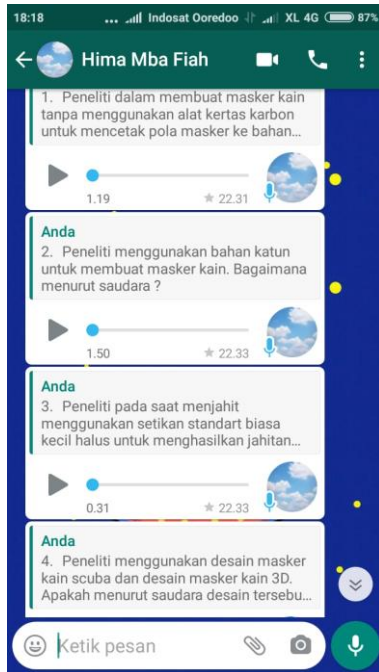 18:18 ... Indosat Ooredoo XL 4G 87%
Hima Mba Fiah
1. Peneliti dalam membuat masker kain
tanpa menggunakan alat kertas karbon
untuk mencetak pola masker ke bahan...
1.19 ★ 22.31
Anda
2. Peneliti menggunakan bahan katun
untuk membuat masker kain. Bagaimana
menurut saudara ?
1.50 ★ 22.33
Anda
3. Peneliti pada saat menjahit
menggunakan setikan standart biasa
kecil halus untuk menghasilkan jahitan...
0.31 ★ 22.33
Anda
4. Peneliti menggunakan desain masker
kain scuba dan desain masker kain 3D.
Apakah menurut saudara desain tersebu...
Ketik pesan